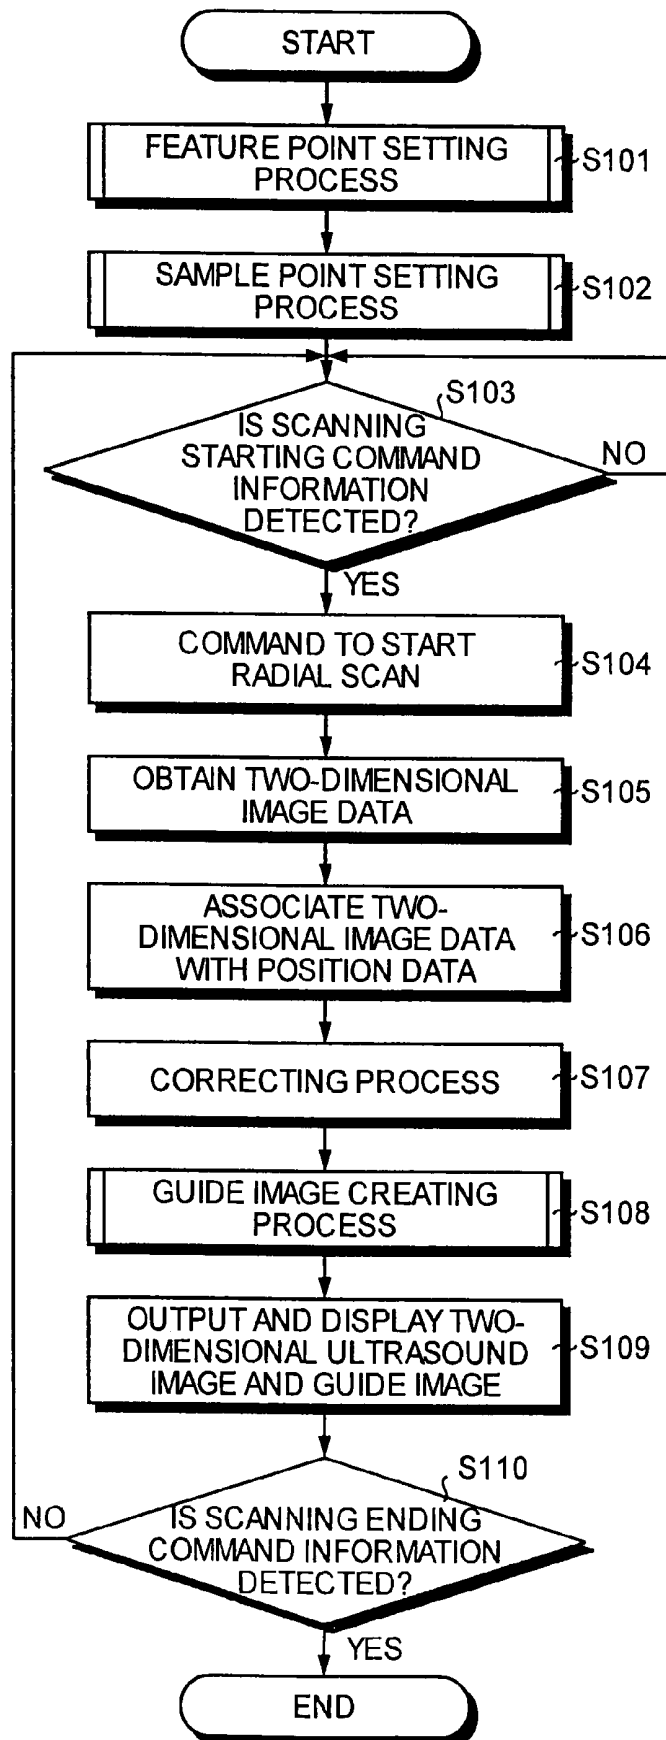 START
FEATURE POINT SETTING
PROCESS
S101
SAMPLE POINT SETTING
PROCESS
S102
S103
IS SCANNING
STARTING COMMAND
INFORMATION
DETECTED?
NO
YES
COMMAND TO START
RADIAL SCAN
S104
OBTAIN TWO-DIMENSIONAL
IMAGE DATA
S105
ASSOCIATE TWO-
DIMENSIONAL IMAGE DATA
WITH POSITION DATA
S106
CORRECTING PROCESS
S107
GUIDE IMAGE CREATING
PROCESS
S108
OUTPUT AND DISPLAY TWO-
DIMENSIONAL ULTRASOUND
IMAGE AND GUIDE IMAGE
S109
S110
NO
IS SCANNING ENDING
COMMAND INFORMATION
DETECTED?
YES
END